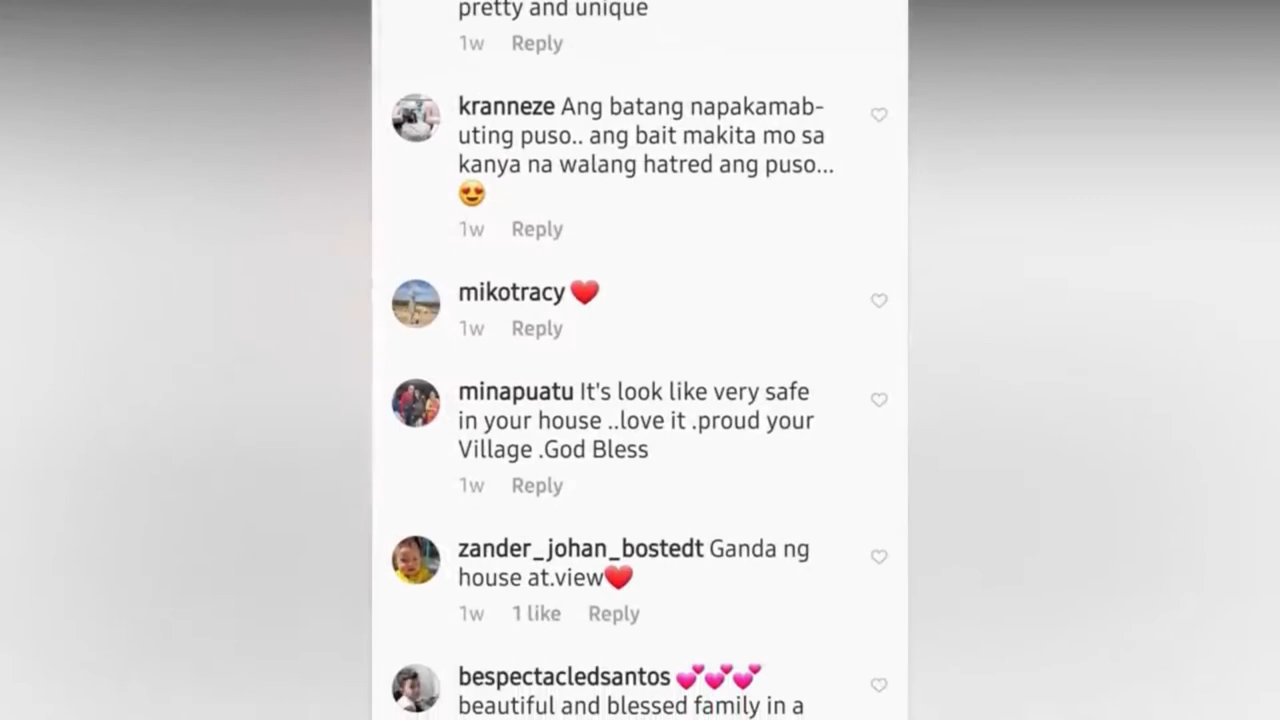 pretty and unique
1w Reply
kranneze Ang batang napakamab-
uting puso.. ang bait makita mo sa
kanya na walang hatred ang puso...
😍
1w Reply
mikotracy ❤️
1w Reply
minapuatu It's look like very safe
in your house ..love it .proud your
Village .God Bless
1w Reply
zander_johan_bostedt Ganda ng
house at.view❤️
1w 1 like Reply
bespectacledsantos 💕💕💕
beautiful and blessed family in a